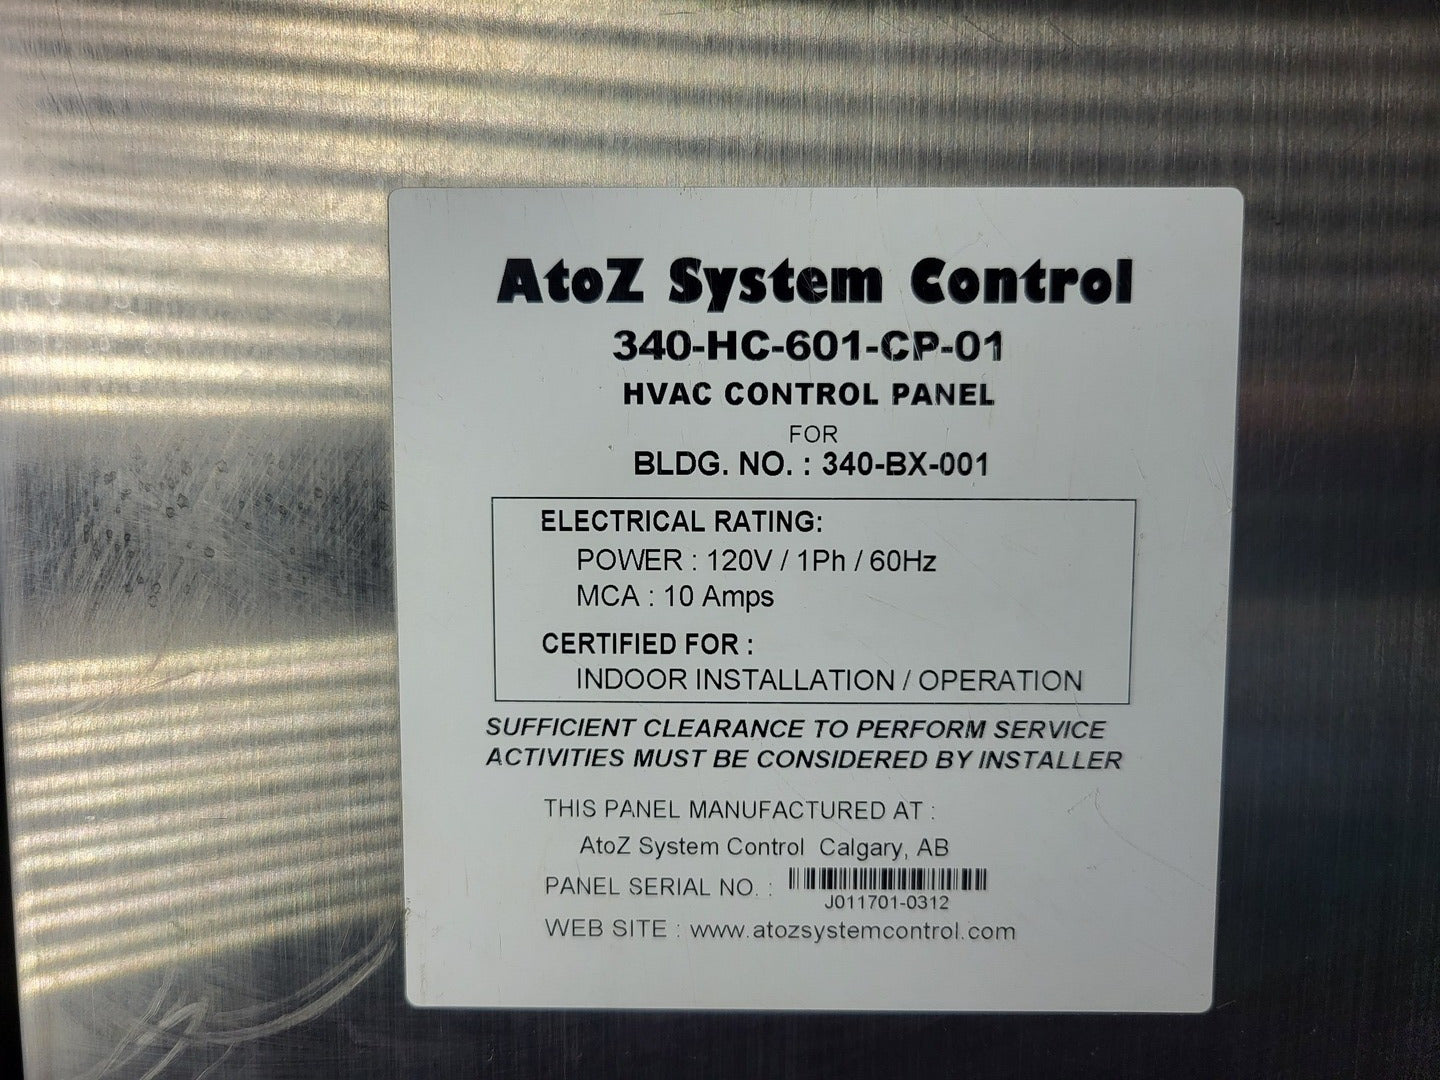 AtoZ System Control
340-HC-601-CP-01
HVAC CONTROL PANEL
FOR
BLDG. NO. : 340-BX-001
ELECTRICAL RATING:
POWER : 120V / 1Ph / 60Hz
MCA : 10 Amps
CERTIFIED FOR :
INDOOR INSTALLATION / OPERATION
SUFFICIENT CLEARANCE TO PERFORM SERVICE
ACTIVITIES MUST BE CONSIDERED BY INSTALLER
THIS PANEL MANUFACTURED AT :
AtoZ System Control Calgary, AB
PANEL SERIAL NO. :
J011701-0312
WEB SITE : www.atozsystemcontrol.com